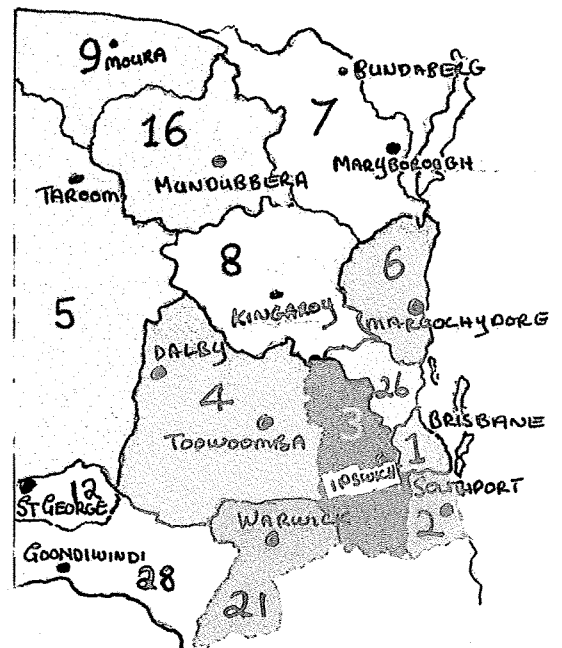 9 MOURA
BUNDABERG
7
16
MARYBOROUGH
MUNDUBBERA
TAROOM
8
6
5
KINGAROY
MAROOCHYDORE
DALBY
26
4
3
BRISBANE
TOOWOOMBA
1
IPSWICH
12
SOUTHPORT
ST GEORGE
WARWICK
2
GOONDIWINDI
28
21